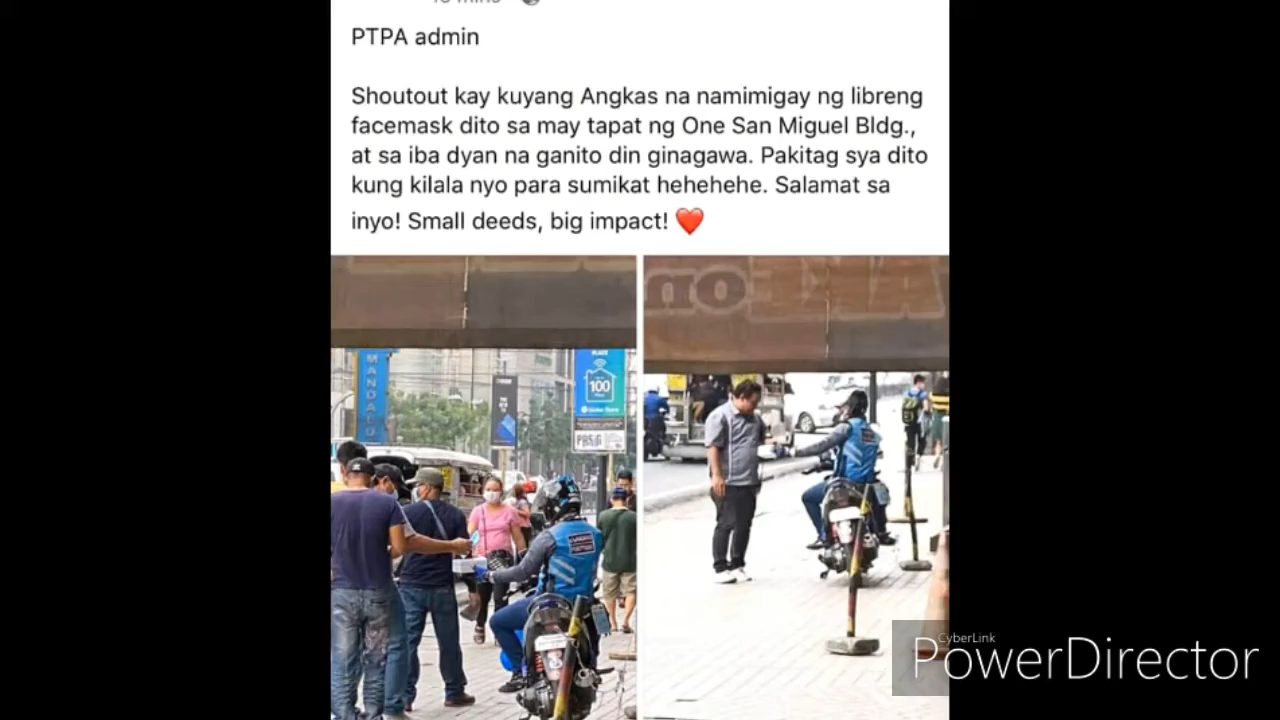 PTPA admin
Shoutout kay kuyang Angkas na namimigay ng libreng
facemask dito sa may tapat ng One San Miguel Bldg.,
at sa iba dyan na ganito din ginagawa. Pakitag sya dito
kung kilala nyo para sumikat hehehehe. Salamat sa
inyo! Small deeds, big impact! ❤️
MANDALU
100
CyberLink
PowerDirector